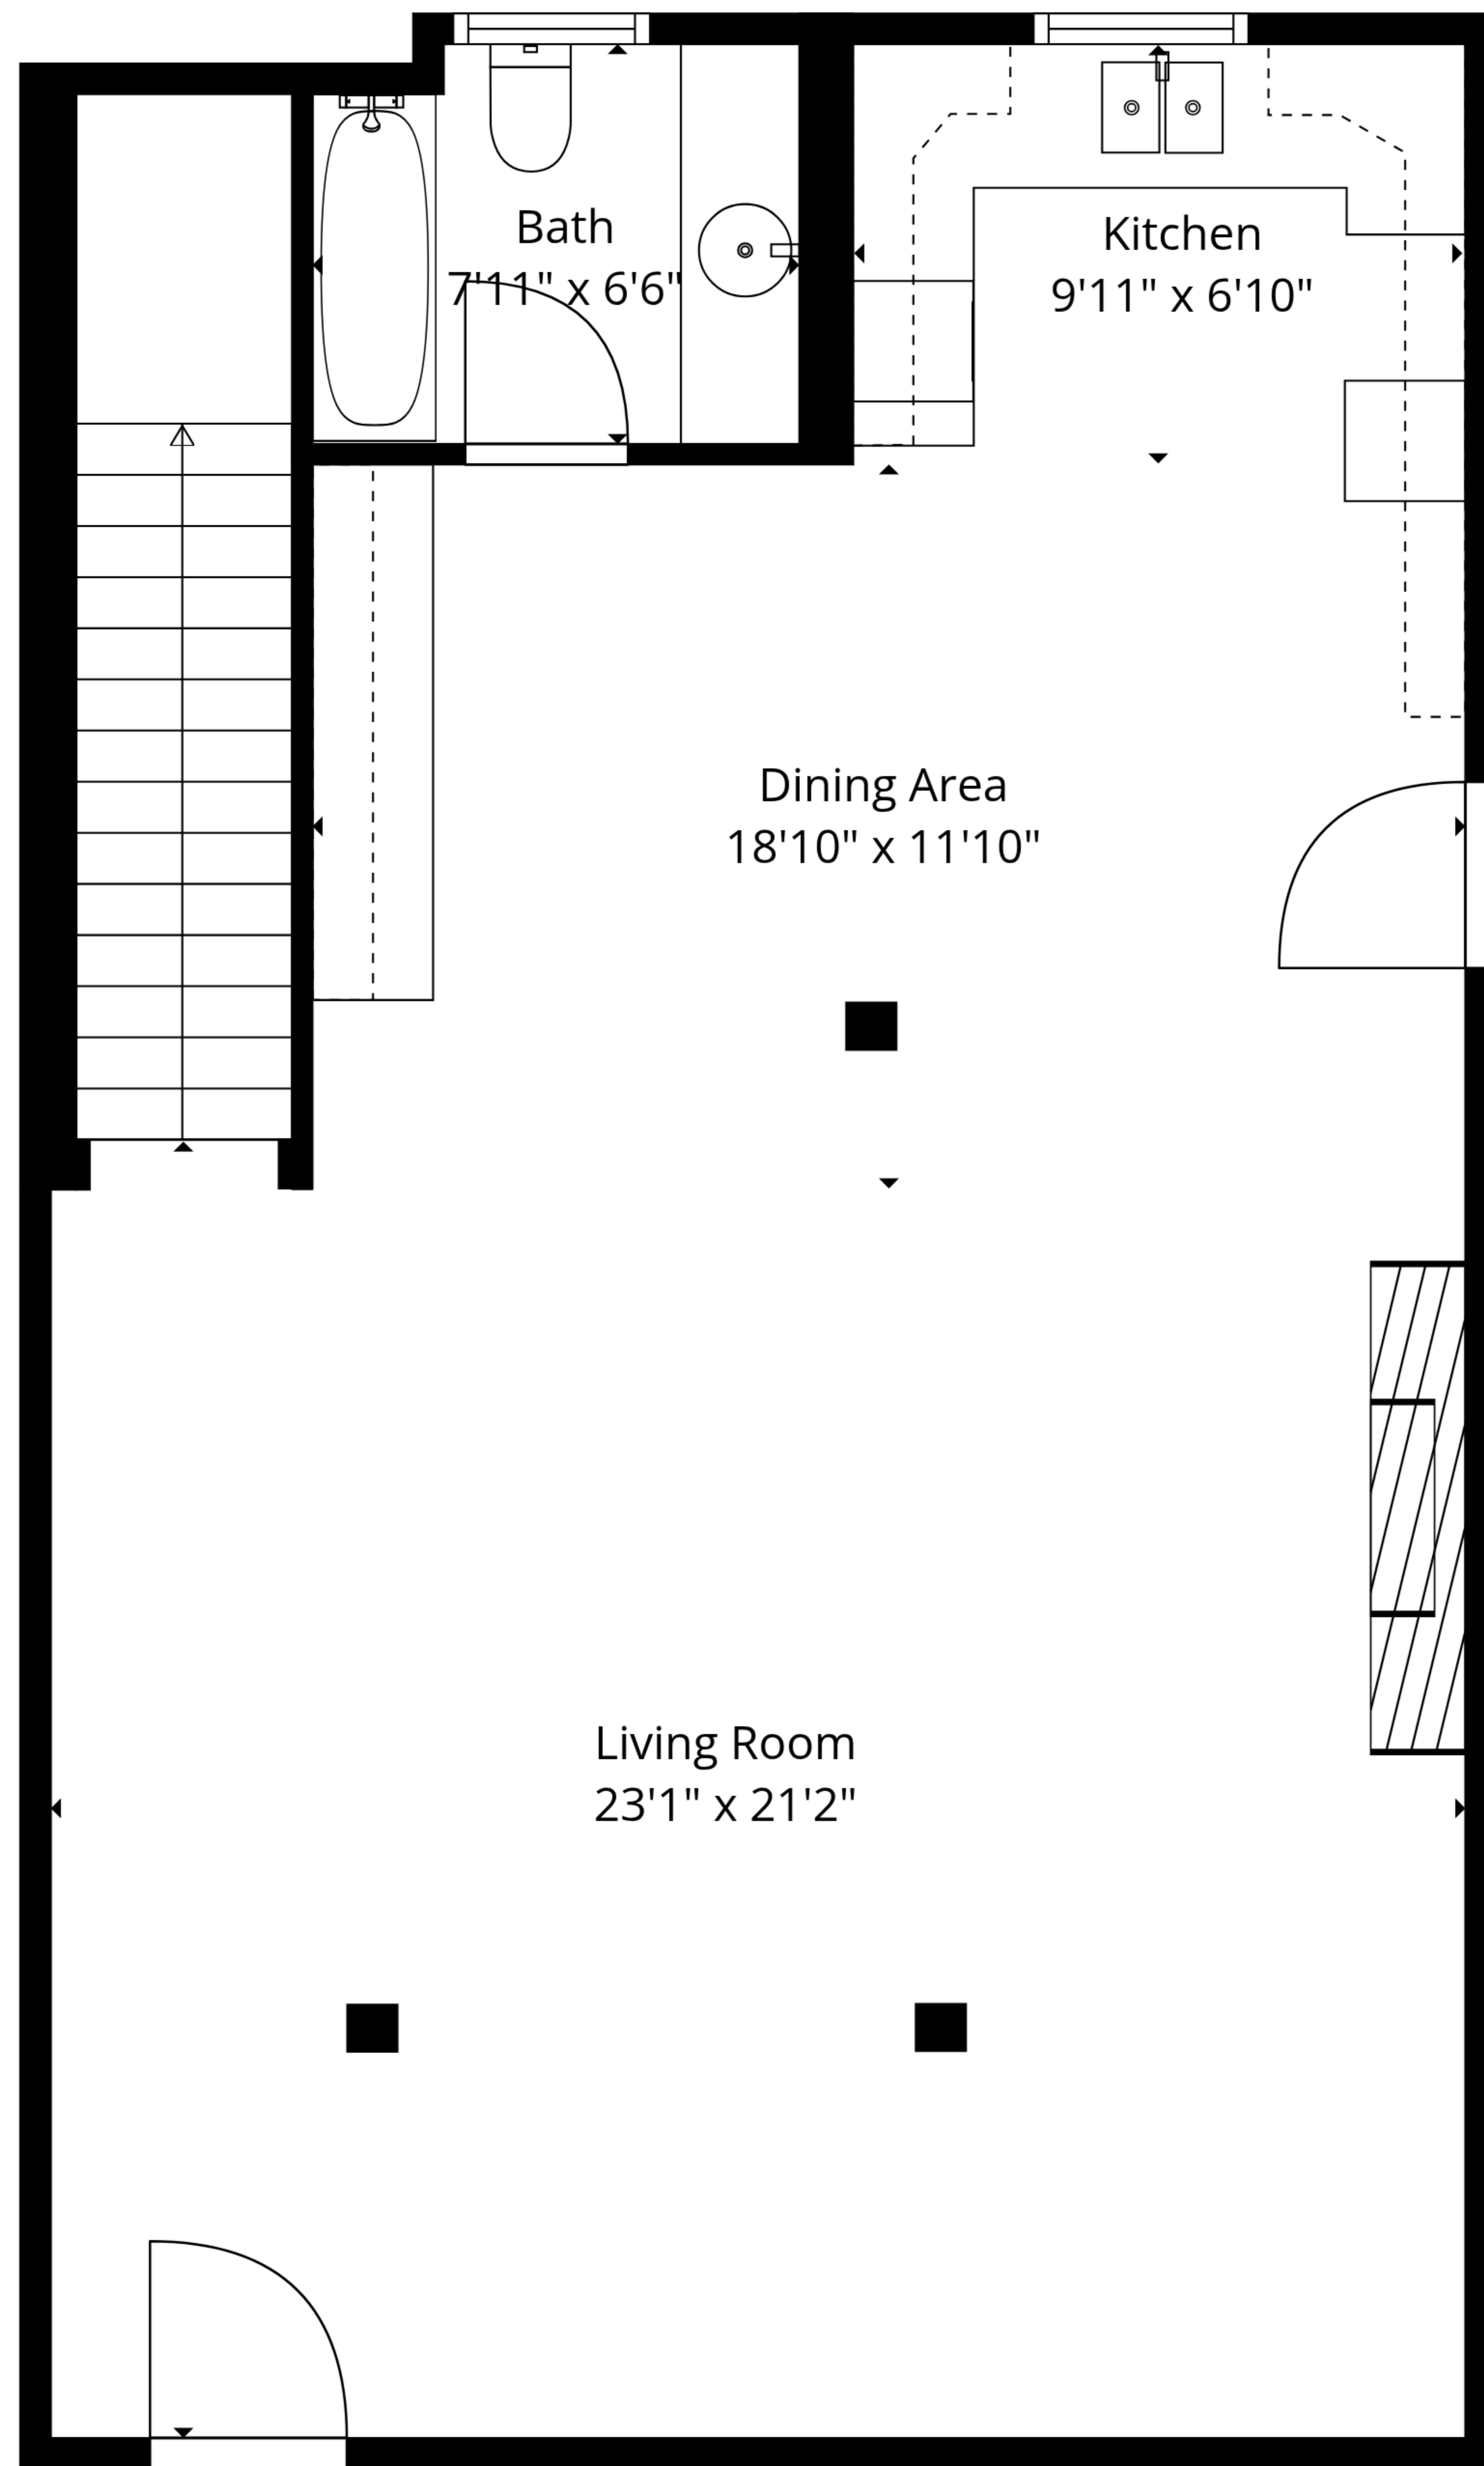 Bath
7'11" x 6'6"
Kitchen
9'11" x 6'10"
Dining Area
18'10" x 11'10"
Living Room
23'1" x 21'2"